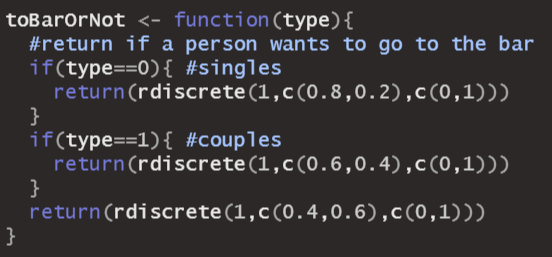 toBarOrNot <- function(type){
  #return if a person wants to go to the bar
  if(type==0){ #singles
    return(rdiscrete(1,c(0.8,0.2),c(0,1)))
  }
  if(type==1){ #couples
    return(rdiscrete(1,c(0.6,0.4),c(0,1)))
  }
  return(rdiscrete(1,c(0.4,0.6),c(0,1)))
}